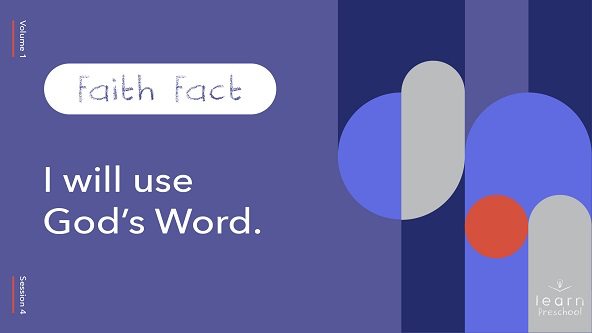 Volume 1
Faith Fact
I will use
God's Word.
Session 4
learn
Preschool